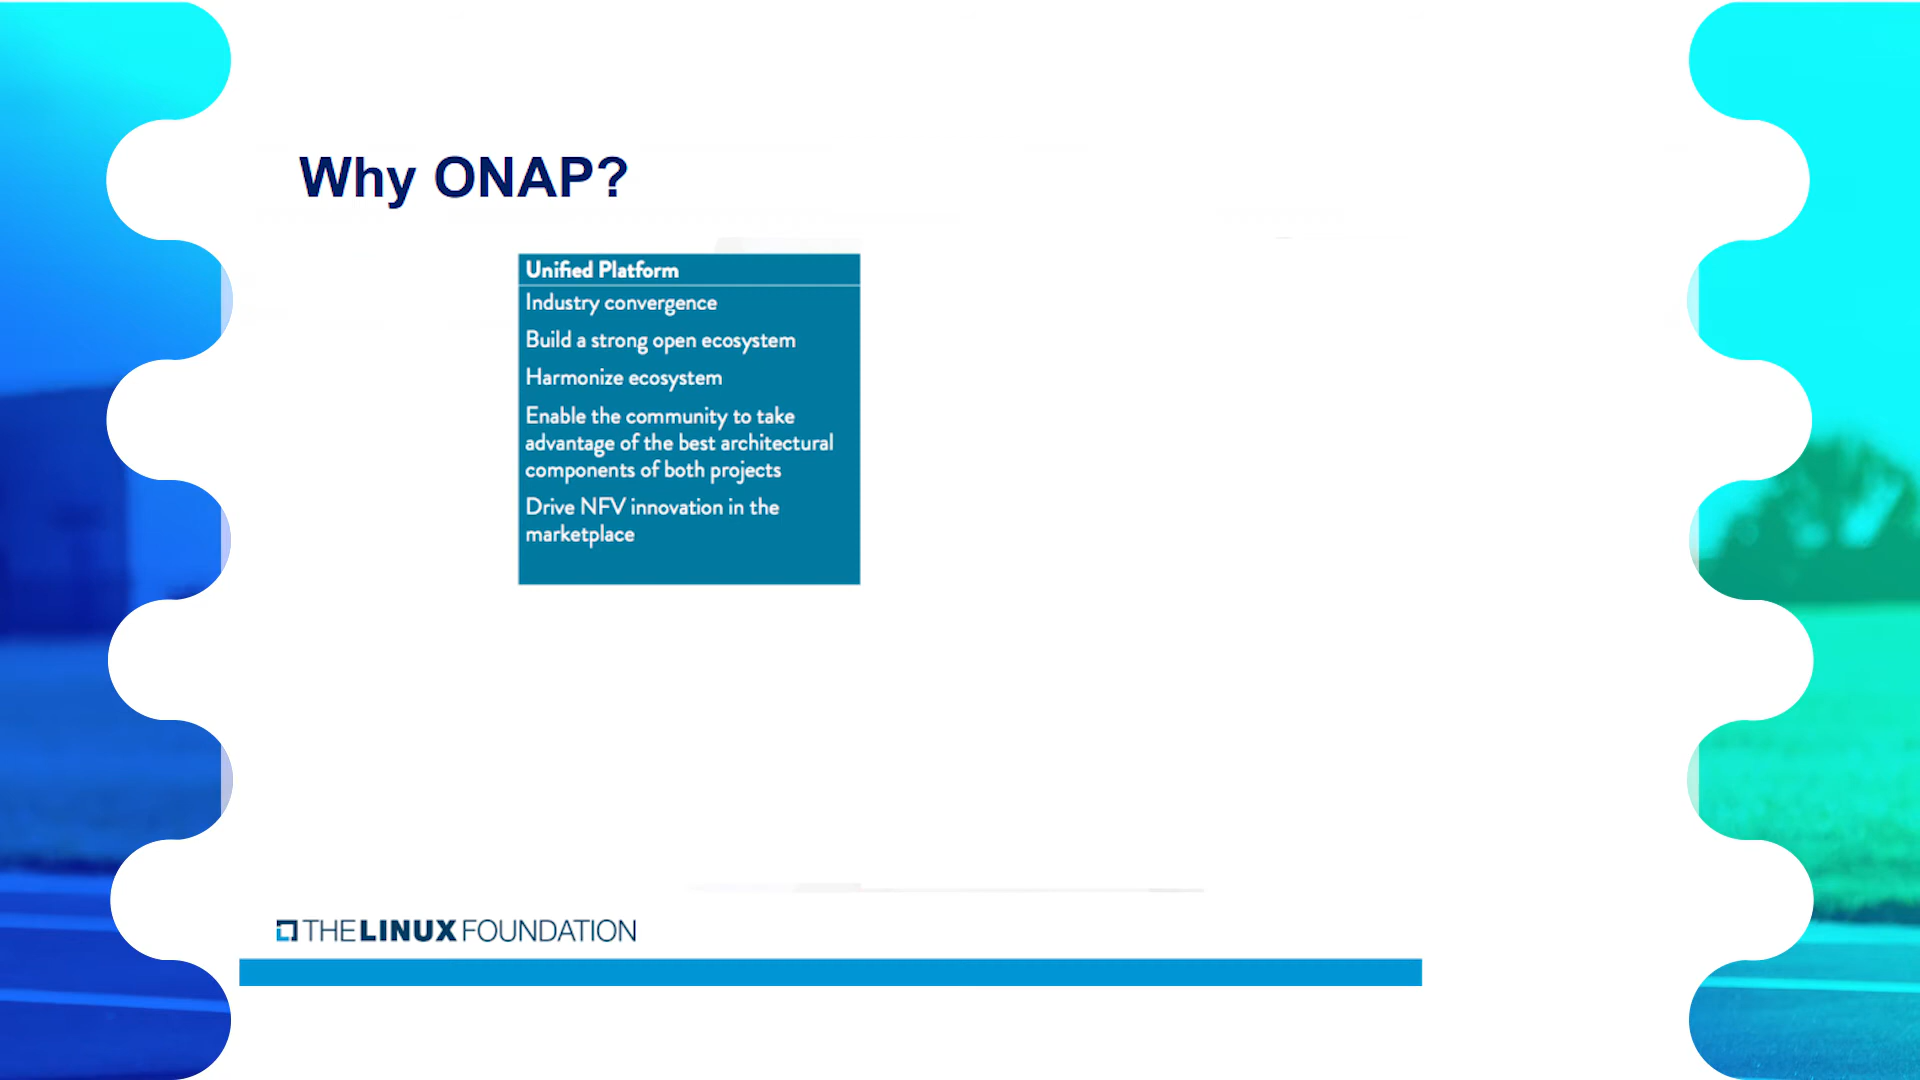 Why ONAP?
Unified Platform
Industry convergence
Build a strong open ecosystem
Harmonize ecosystem
Enable the community to take
advantage of the best architectural
components of both projects
Drive NFV innovation in the
marketplace
THE LINUX FOUNDATION